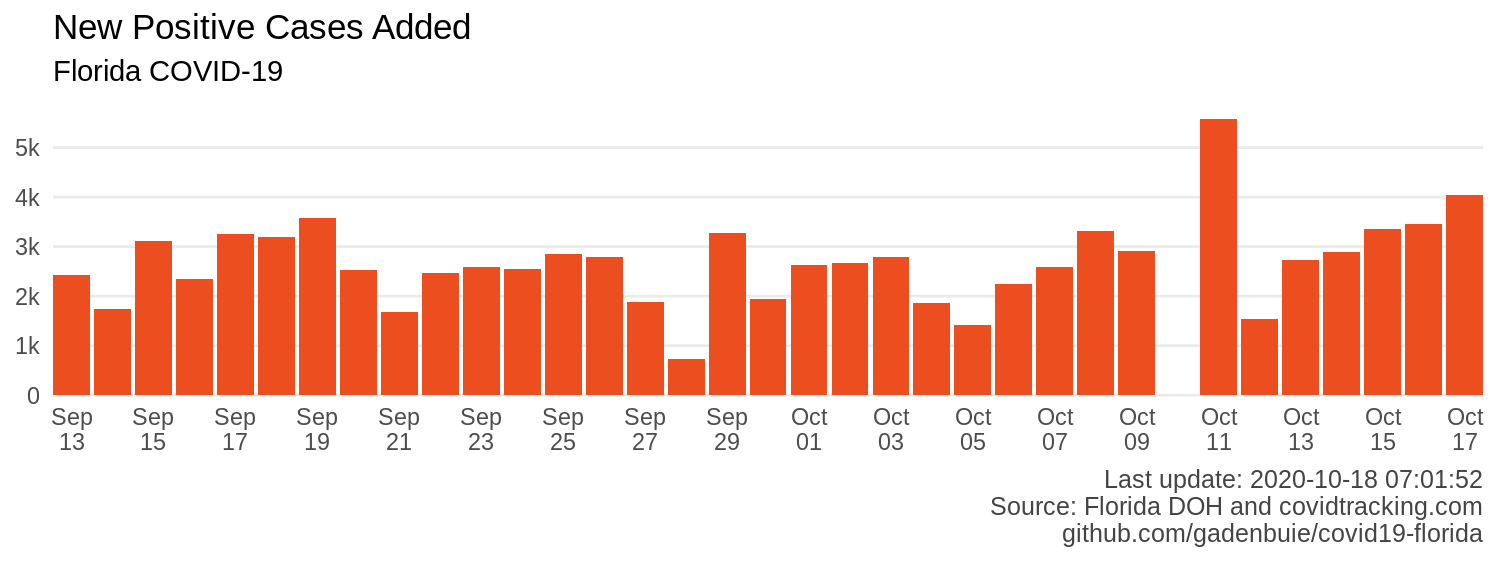 New Positive Cases Added
Florida COVID-19
5k
4k
3k
2k
1k
0
Sep Sep Sep Sep Sep Sep Sep Sep Sep Oct Oct Oct Oct Oct Oct Oct Oct Oct
13 15 17 19 21 23 25 27 29 01 03 05 07 09 11 13 15 17
Last update: 2020-10-18 07:01:52
Source: Florida DOH and covidtracking.com
github.com/gadenbuie/covid19-florida